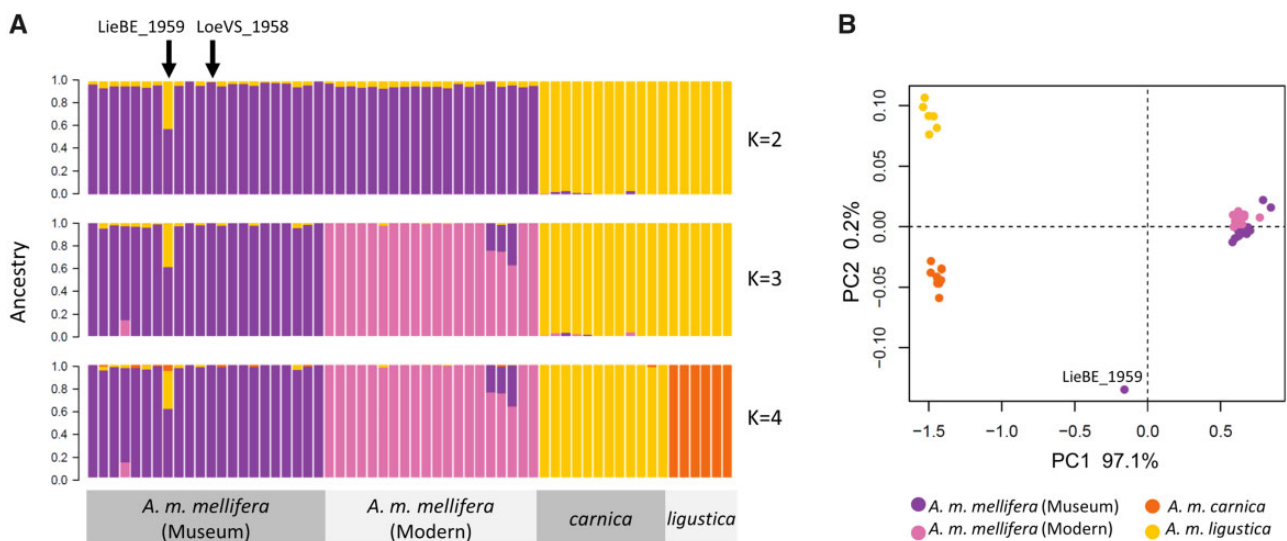 A
LieBE_1959 LoeVS_1958
1.0
0.8
0.6
0.4
0.2
0.0
K=2
1.0
0.8
0.6
0.4
0.2
0.0
K=3
Ancestry
1.0
0.8
0.6
0.4
0.2
0.0
K=4
A. m. mellifera
(Museum)
A. m. mellifera
(Modern)
carnica
ligustica
B
PC2 0.2%
0.10
0.05
0.00
−0.05
−0.10
LieBE_1959
−1.5 −1.0 −0.5 0.0 0.5
PC1 97.1%
A. m. mellifera (Museum) A. m. carnica
A. m. mellifera (Modern) A. m. ligustica